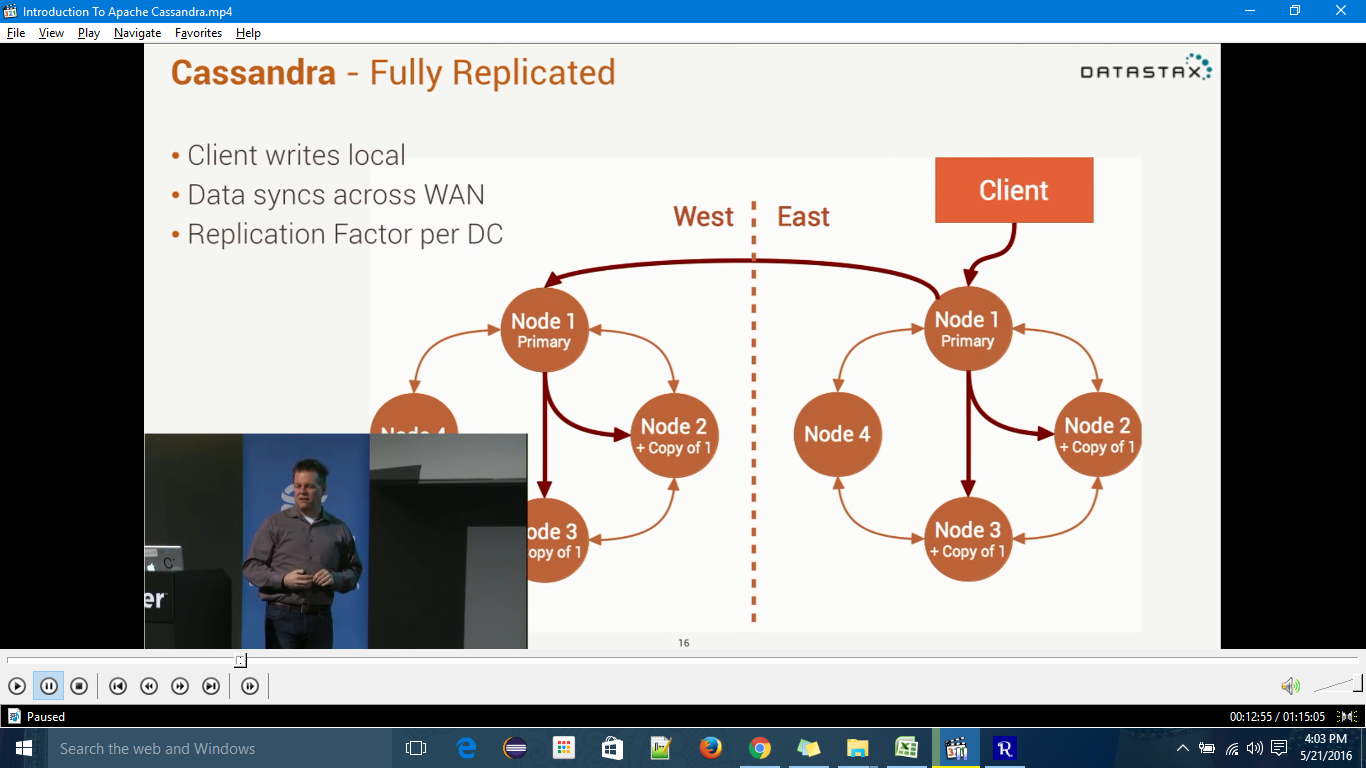 Introduction To Apache Cassandra.mp4
File View Play Navigate Favorites Help
Cassandra - Fully Replicated
DATASTAX
• Client writes local
• Data syncs across WAN
• Replication Factor per DC
West
East
Client
Node 1
Primary
Node 2
+ Copy of 1
ode 3
opy of 1
Node 1
Primary
Node 4
Node 2
+ Copy of 1
Node 3
+ Copy of 1
er
16
Paused
00:12:55 / 01:15:05
Search the web and Windows
4:03 PM
5/21/2016